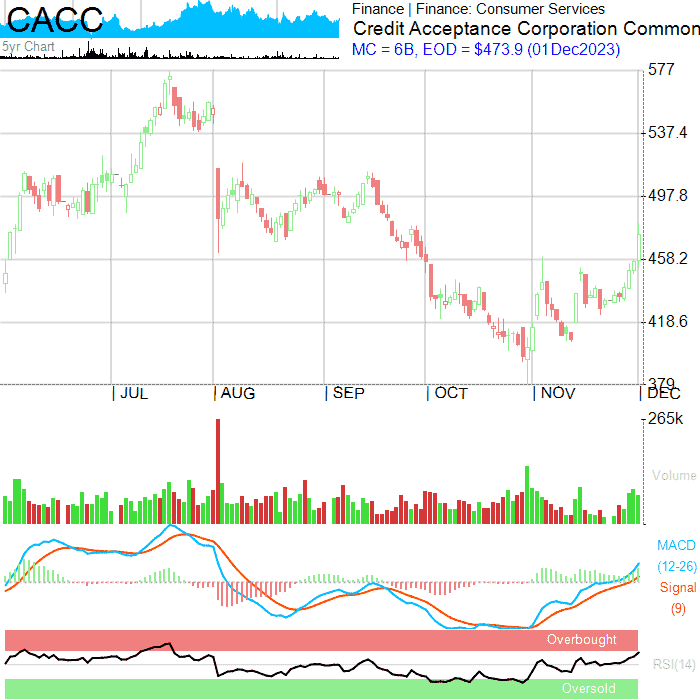 CACC
5yr Chart
Finance | Finance: Consumer Services
Credit Acceptance Corporation Common
MC = 6B, EOD = $473.9 (01Dec2023)
577
537.4
497.8
458.2
418.6
379
| JUL | AUG | SEP | OCT | NOV | DEC
265k
Volume
MACD
(12-26)
Signal
(9)
Overbought
RSI(14)
Oversold